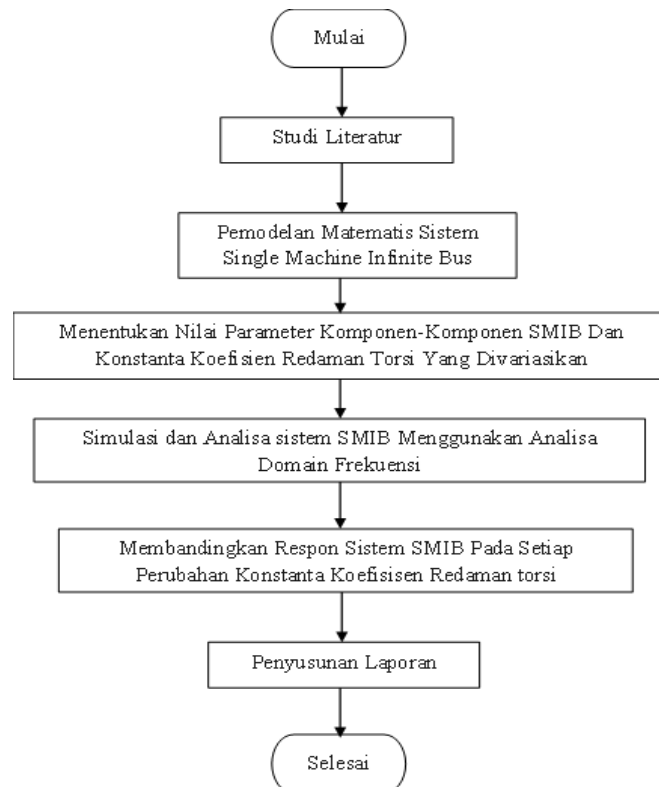 Mulai
Studi Literatur
Pemodelan Matematis Sistem
Single Machine Infinite Bus
Menentukan Nilai Parameter Komponen-Komponen SMIB Dan
Konstanta Koefisien Redaman Torsi Yang Divariasikan
Simulasi dan Analisa sistem SMIB Menggunakan Analisa
Domain Frekuensi
Membandingkan Respon Sistem SMIB Pada Setiap
Perubahan Konstanta Koefisisen Redaman torsi
Penyusunan Laporan
Selesai